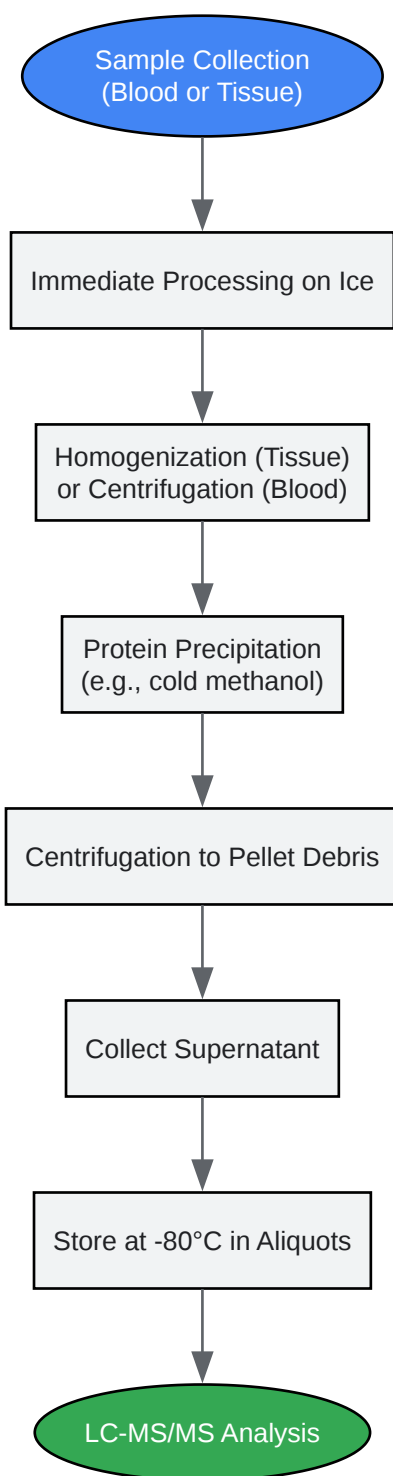 Sample Collection
(Blood or Tissue)
Immediate Processing on Ice
Homogenization (Tissue)
or Centrifugation (Blood)
Protein Precipitation
(e.g., cold methanol)
Centrifugation to Pellet Debris
Collect Supernatant
Store at -80°C in Aliquots
LC-MS/MS Analysis